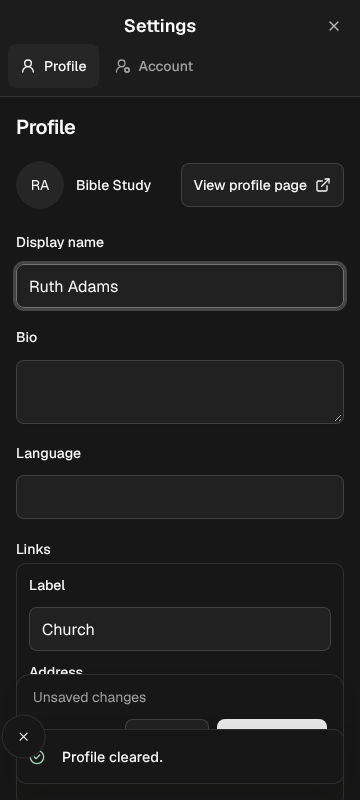 Settings
Profile
Account
Profile
RA
Bible Study
View profile page
Display name
Ruth Adams
Bio
Language
Links
Label
Church
Address
Unsaved changes
Profile cleared.